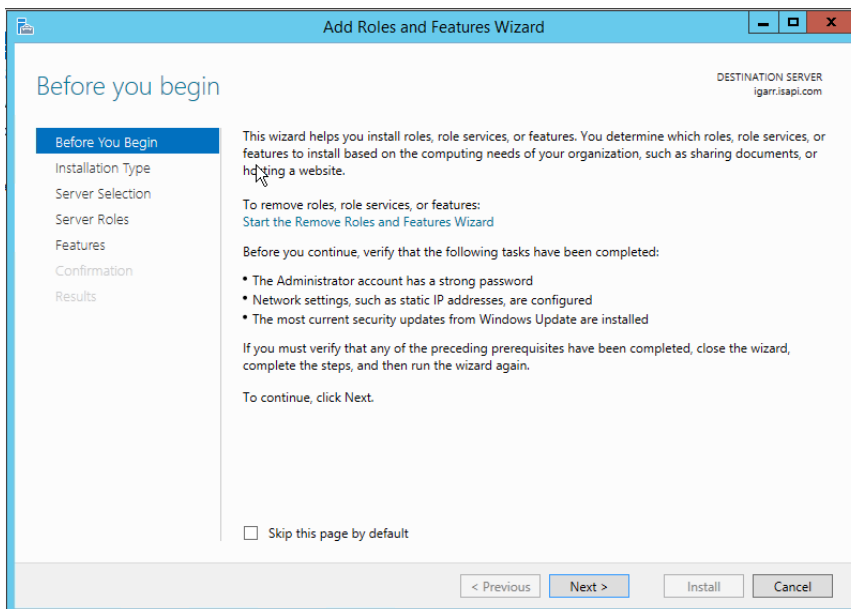 Add Roles and Features Wizard
Before you begin
DESTINATION SERVER
igarr.isapi.com
Before You Begin
Installation Type
Server Selection
Server Roles
Features
Confirmation
Results
This wizard helps you install roles, role services, or features. You determine which roles, role services, or
features to install based on the computing needs of your organization, such as sharing documents, or
hosting a website.
To remove roles, role services, or features:
Start the Remove Roles and Features Wizard
Before you continue, verify that the following tasks have been completed:
• The Administrator account has a strong password
• Network settings, such as static IP addresses, are configured
• The most current security updates from Windows Update are installed
If you must verify that any of the preceding prerequisites have been completed, close the wizard,
complete the steps, and then run the wizard again.
To continue, click Next.
Skip this page by default
< Previous
Next >
Install
Cancel